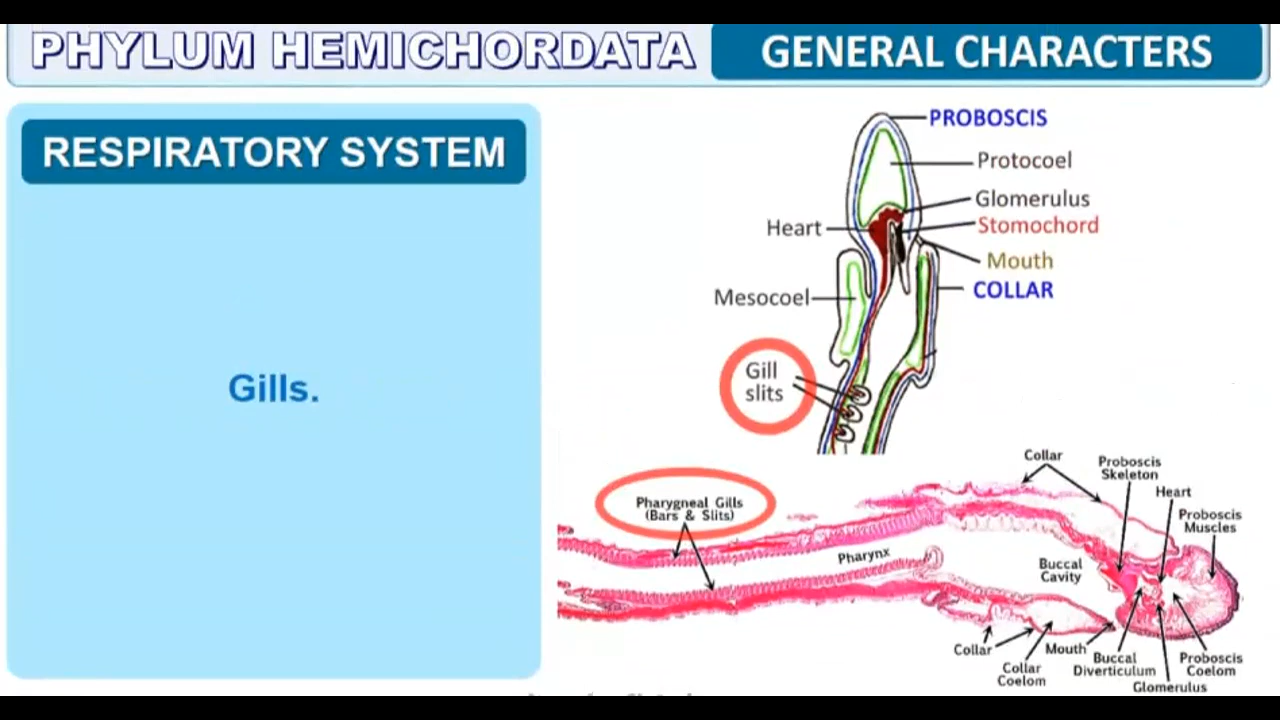 PHYLUM HEMICHORDATA
GENERAL CHARACTERS
RESPIRATORY SYSTEM
Gills.
PROBOSCIS
Protocoel
Glomerulus
Heart
Stomochord
Mouth
Mesocoel
COLLAR
Gill
slits
Collar
Proboscis
Skeleton
Heart
Proboscis
Muscles
Pharygneal Gills
(Bars & Slits)
Pharynx
Buccal
Cavity
Collar
Collar
Coelom
Mouth
Buccal
Diverticulum
Glomerulus
Proboscis
Coelom